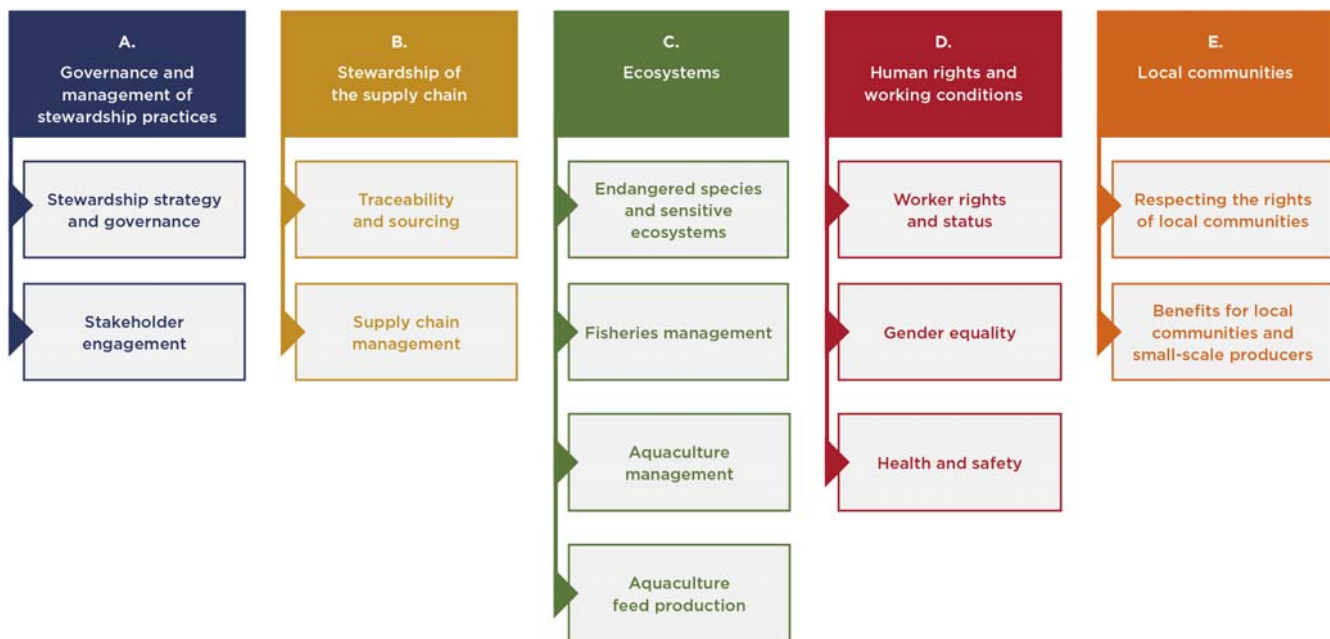 A.
Governance and
management of
stewardship practices
Stewardship strategy
and governance
Stakeholder
engagement
B.
Stewardship of
the supply chain
Traceability
and sourcing
Supply chain
management
C.
Ecosystems
Endangered species
and sensitive
ecosystems
Fisheries management
Aquaculture
management
Aquaculture
feed production
D.
Human rights and
working conditions
Worker rights
and status
Gender equality
Health and safety
E.
Local communities
Respecting the rights
of local communities
Benefits for local
communities and
small-scale producers